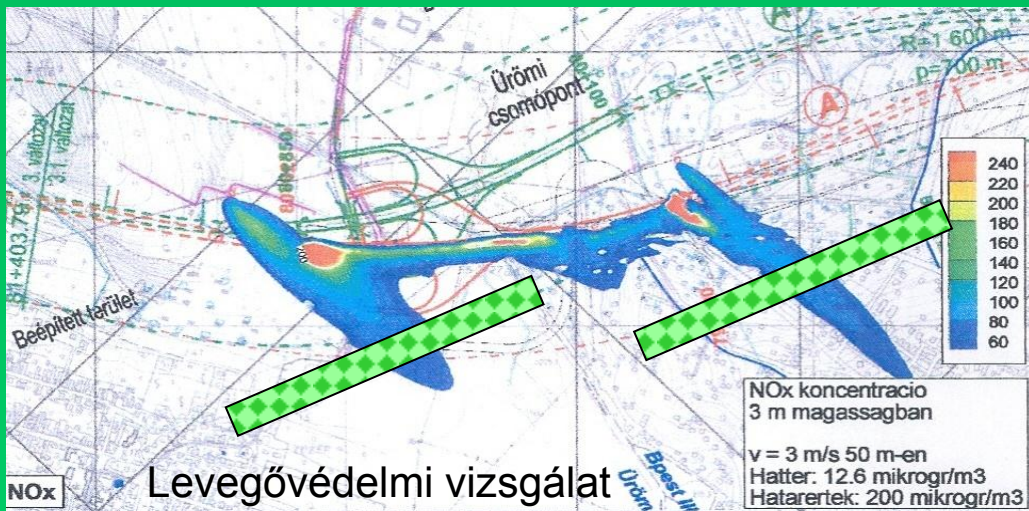 Ürömi
csomópont
R=1 600 m
p=700 m
A
3. változat
3.1. változat
Beépített terület
200
240
220
200
180
160
140
120
100
80
60
NOx koncentracio
3 m magassagban
v = 3 m/s 50 m-en
Hatter: 12.6 mikrogr/m3
Hatarertek: 200 mikrogr/m3
NOx
Levegővédelmi vizsgálat
Bpest III
Üröm